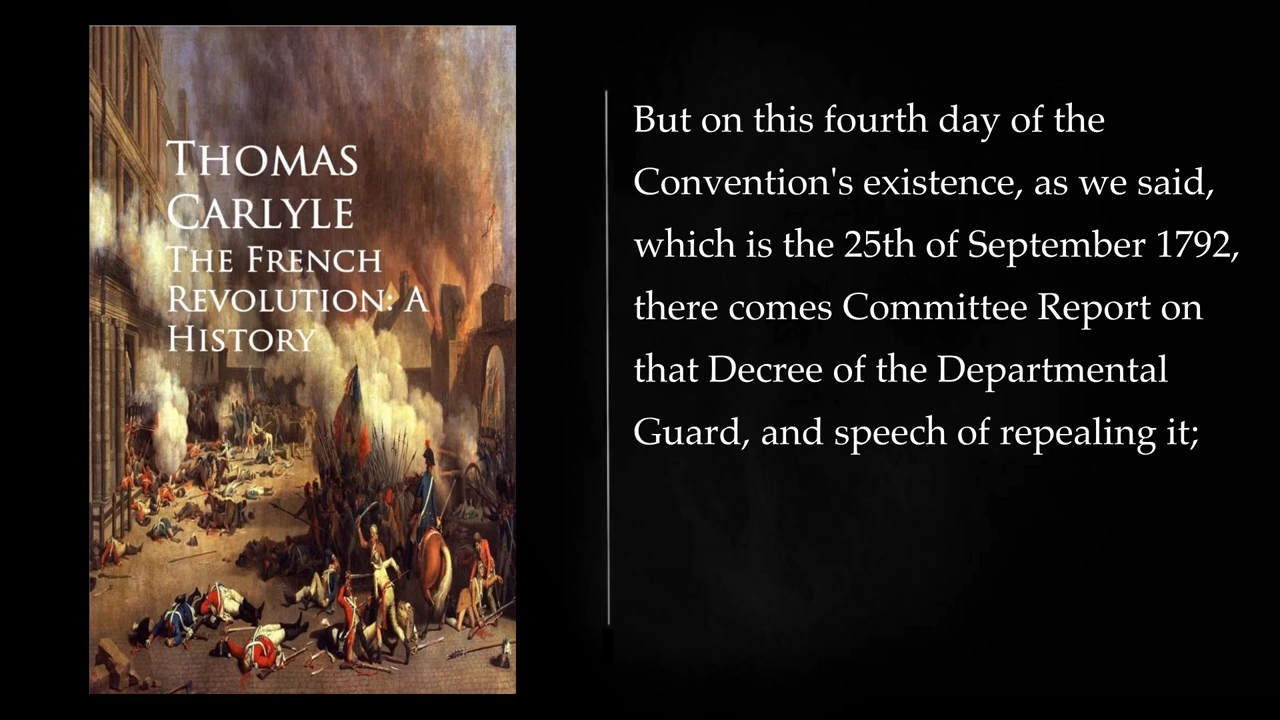 THOMAS
CARLYLE
THE FRENCH
REVOLUTION: A
HISTORY
But on this fourth day of the
Convention's existence, as we said,
which is the 25th of September 1792,
there comes Committee Report on
that Decree of the Departmental
Guard, and speech of repealing it;